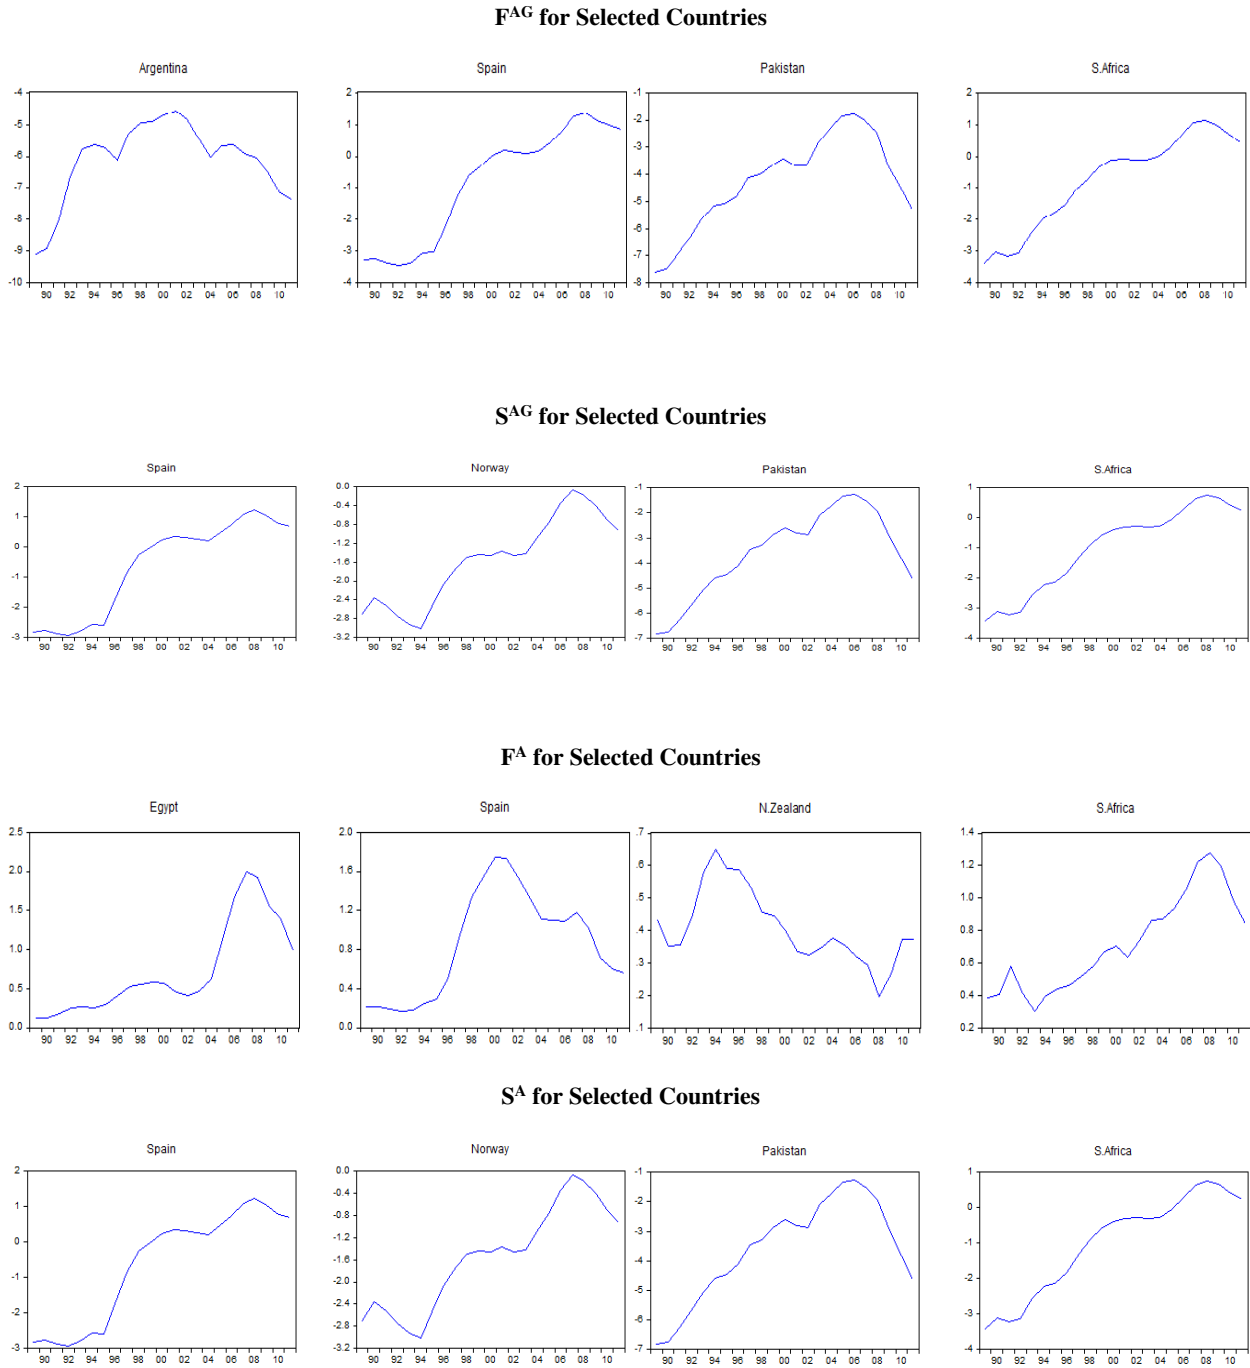 F^AG for Selected Countries
Argentina Spain Pakistan S.Africa
-4 2 -1 2
-5 1 -2 1
-6 0 -3 0
-7 -1 -4 -1
-8 -2 -5 -2
-9 -3 -6 -3
-10 -4 -7 -4
-8
90 92 94 96 98 00 02 04 06 08 10 90 92 94 96 98 00 02 04 06 08 10 90 92 94 96 98 00 02 04 06 08 10 90 92 94 96 98 00 02 04 06 08 10
S^AG for Selected Countries
Spain Norway Pakistan S.Africa
2 0.0 -1 1
1 -0.4 -2 0
0 -0.8 -3 -1
-1 -1.2 -4 -2
-2 -1.6 -5 -3
-3 -2.0 -6 -4
-2.4 -7
-2.8
-3.2
90 92 94 96 98 00 02 04 06 08 10 90 92 94 96 98 00 02 04 06 08 10 90 92 94 96 98 00 02 04 06 08 10 90 92 94 96 98 00 02 04 06 08 10
F^A for Selected Countries
Egypt Spain N.Zealand S.Africa
2.5 2.0 .7 1.4
2.0 1.6 .6 1.2
1.5 1.2 .5 1.0
1.0 0.8 .4 0.8
0.5 0.4 .3 0.6
0.0 0.0 .2 0.4
.1 0.2
90 92 94 96 98 00 02 04 06 08 10 90 92 94 96 98 00 02 04 06 08 10 90 92 94 96 98 00 02 04 06 08 10 90 92 94 96 98 00 02 04 06 08 10
S^A for Selected Countries
Spain Norway Pakistan S.Africa
2 0.0 -1 1
1 -0.4 -2 0
0 -0.8 -3 -1
-1 -1.2 -4 -2
-2 -1.6 -5 -3
-3 -2.0 -6 -4
-2.4 -7
-2.8
-3.2
90 92 94 96 98 00 02 04 06 08 10 90 92 94 96 98 00 02 04 06 08 10 90 92 94 96 98 00 02 04 06 08 10 90 92 94 96 98 00 02 04 06 08 10